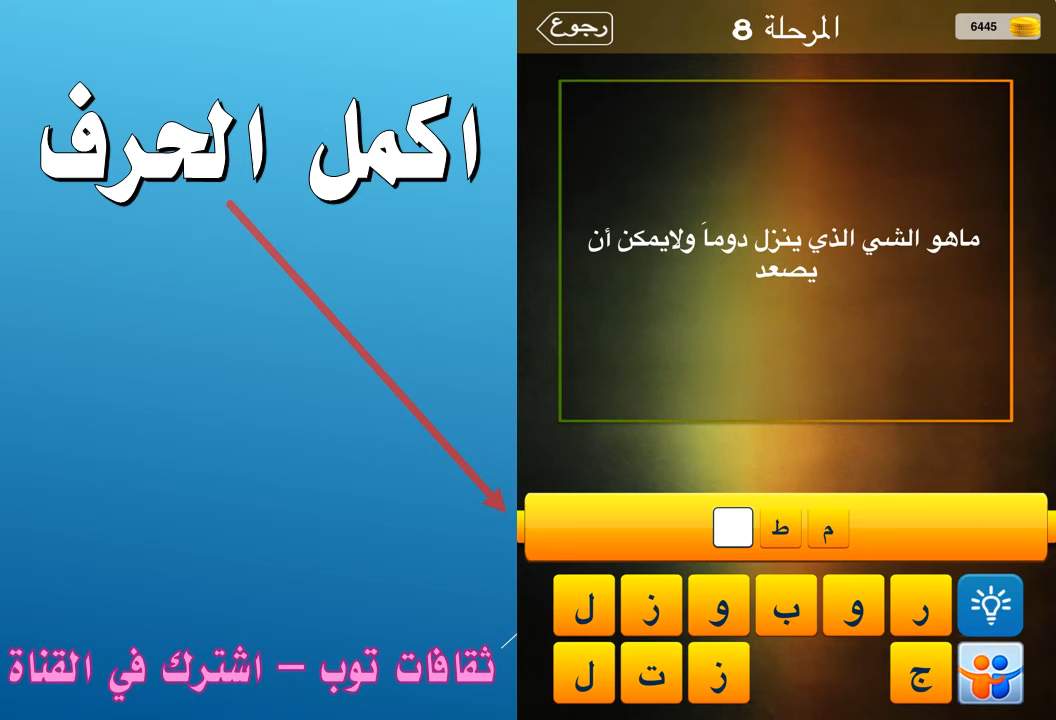 اكمل الحرف
ثقافات توب – اشترك في القناة
رجوع
المرحلة 8
6445
ماهو الشي الذي ينزل دوماَ ولايمكن أن
يصعد
م ط
ر و ب و ز ل
ج ز ت ل